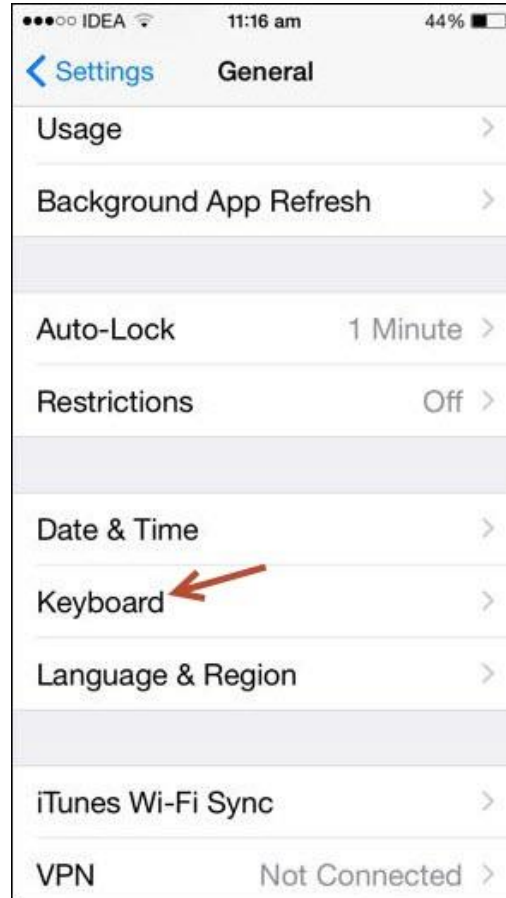 IDEA 11:16 am 44%
Settings General
Usage
Background App Refresh
Auto-Lock 1 Minute
Restrictions Off
Date & Time
Keyboard
Language & Region
iTunes Wi-Fi Sync
VPN Not Connected